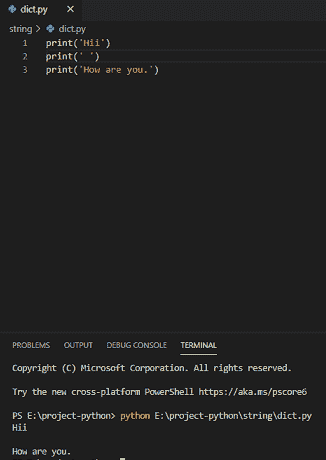 dict.py
string > dict.py
1 print('Hii')
2 print(' ')
3 print('How are you.')
PROBLEMS OUTPUT DEBUG CONSOLE TERMINAL
Copyright (C) Microsoft Corporation. All rights reserved.
Try the new cross-platform PowerShell https://aka.ms/pscore6
PS E:\project-python> python E:\project-python\string\dict.py
Hii
How are you.